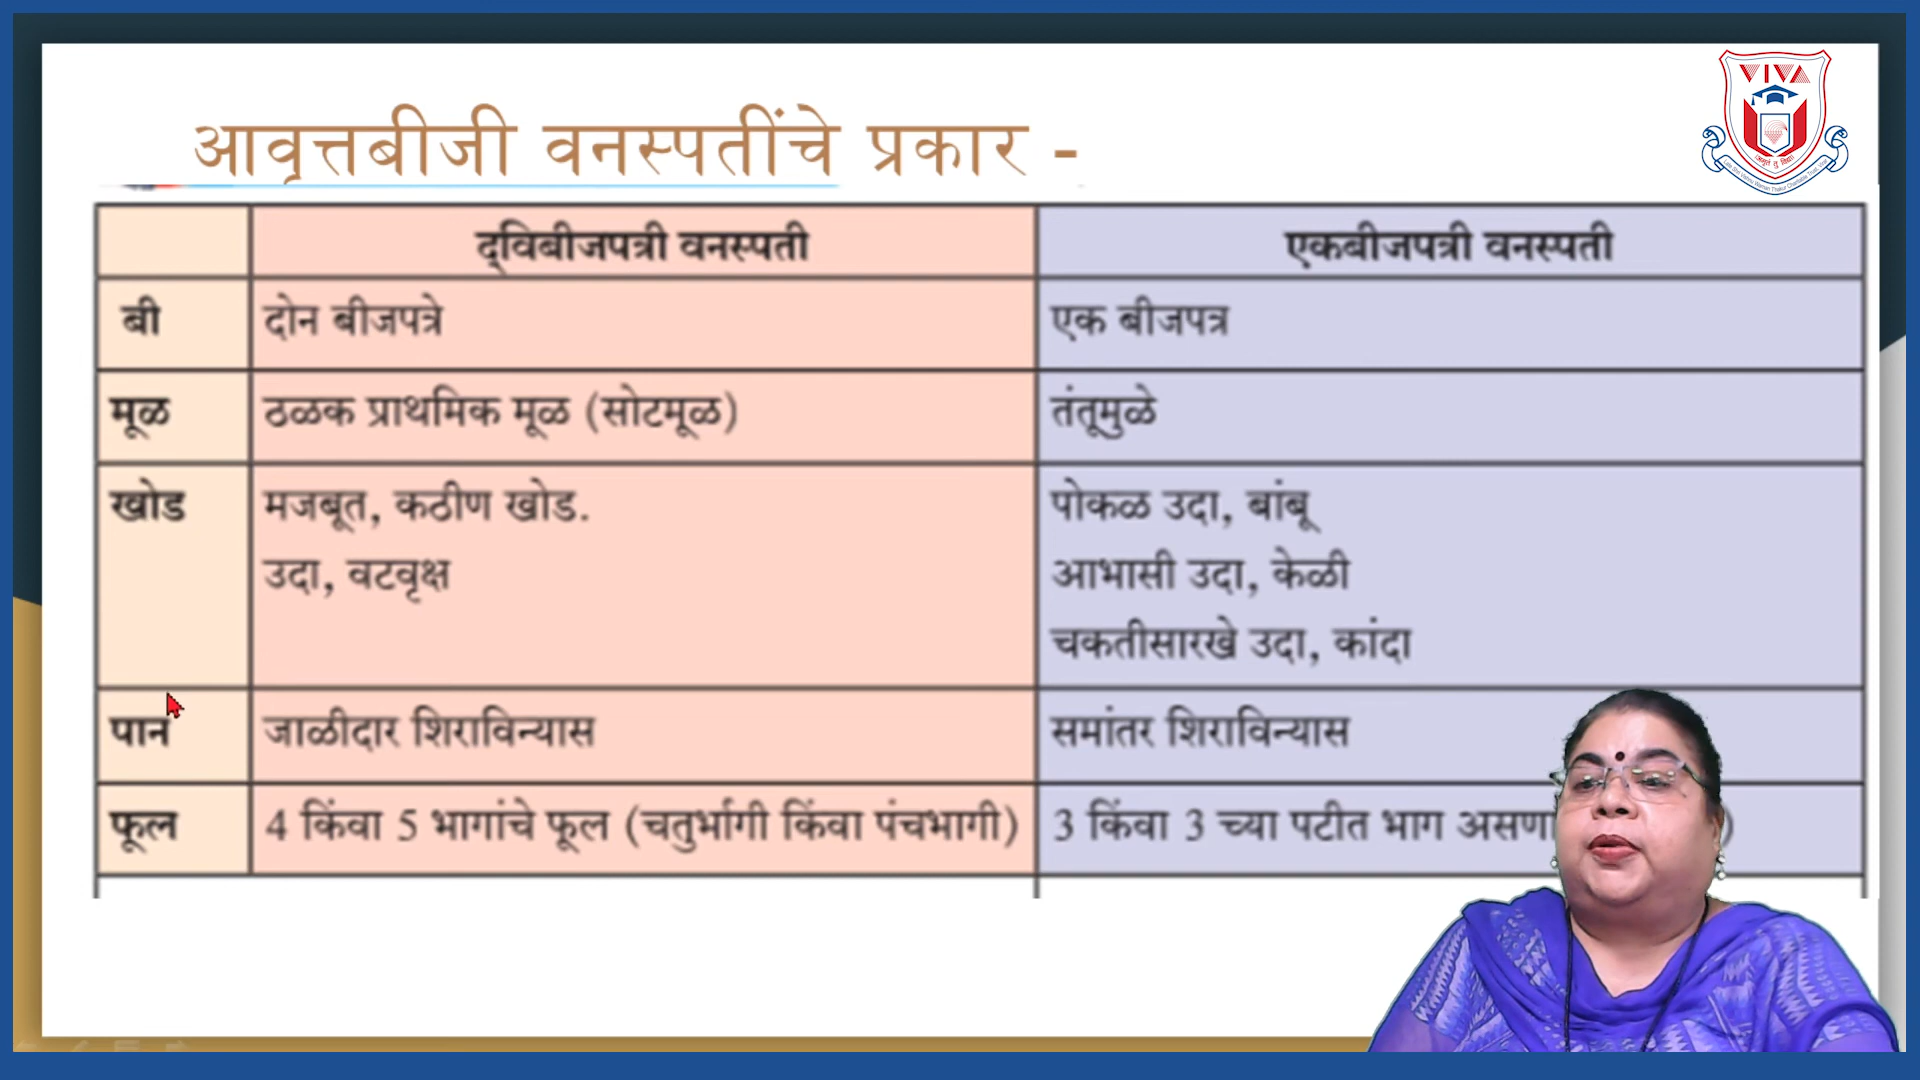 VIVA
आवृत्तबीजी वनस्पतींचे प्रकार -
द्विबीजपत्री वनस्पती एकबीजपत्री वनस्पती
बी दोन बीजपत्रे एक बीजपत्र
मूळ ठळक प्राथमिक मूळ (सोटमूळ) तंतूमुळे
खोड मजबूत, कठीण खोड. पोकळ उदा, बांबू
उदा, वटवृक्ष आभासी उदा, केळी
चकतीसारखे उदा, कांदा
पान जाळीदार शिराविन्यास समांतर शिराविन्यास
फूल 4 किंवा 5 भागांचे फूल (चतुर्भागी किंवा पंचभागी) 3 किंवा 3 च्या पटीत भाग